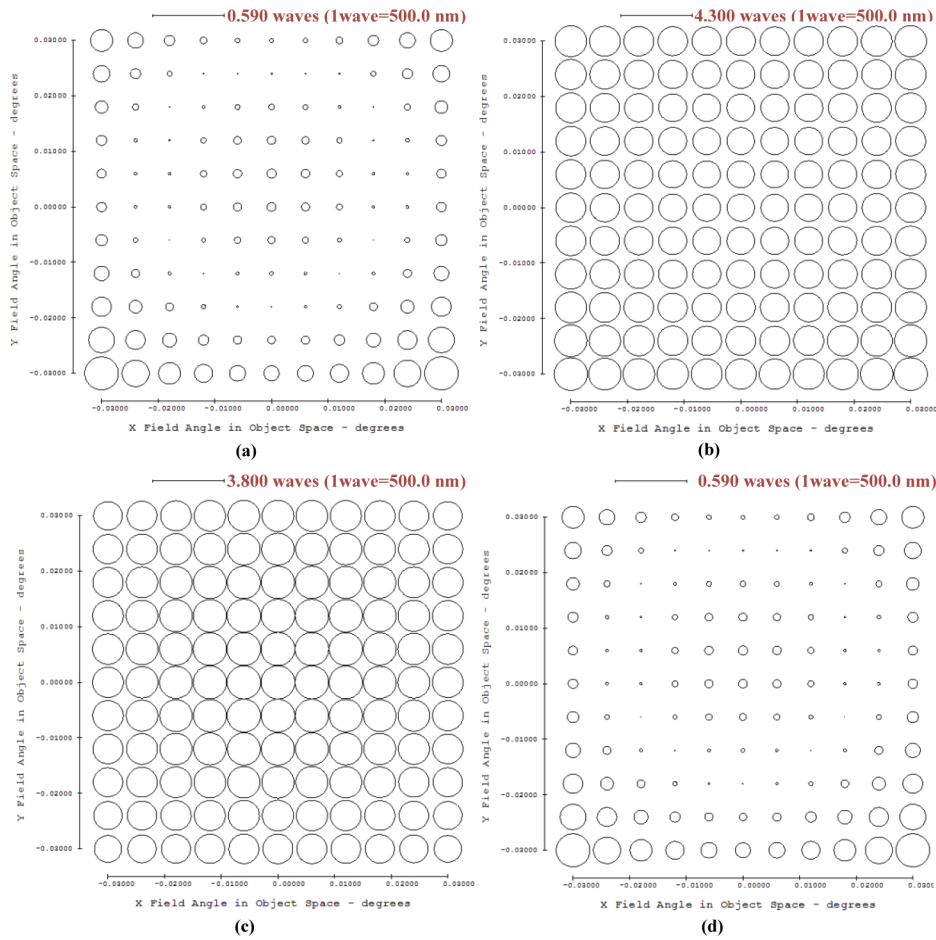 0.590 waves (1wave=500.0 nm)
0.03000
0.02000
0.01000
0.00000
-0.01000
-0.02000
-0.03000
Y Field Angle in Object Space - degrees
-0.03000 -0.02000 -0.01000 0.00000 0.01000 0.02000 0.03000
X Field Angle in Object Space - degrees
(a)
4.300 waves (1wave=500.0 nm)
0.03000
0.02000
0.01000
0.00000
-0.01000
-0.02000
-0.03000
Y Field Angle in Object Space - degrees
-0.03000 -0.02000 -0.01000 0.00000 0.01000 0.02000 0.03000
X Field Angle in Object Space - degrees
(b)
3.800 waves (1wave=500.0 nm)
0.03000
0.02000
0.01000
0.00000
-0.01000
-0.02000
-0.03000
Y Field Angle in Object Space - degrees
-0.03000 -0.02000 -0.01000 0.00000 0.01000 0.02000 0.03000
X Field Angle in Object Space - degrees
(c)
0.590 waves (1wave=500.0 nm)
0.03000
0.02000
0.01000
0.00000
-0.01000
-0.02000
-0.03000
Y Field Angle in Object Space - degrees
-0.03000 -0.02000 -0.01000 0.00000 0.01000 0.02000 0.0300
X Field Angle in Object Space - degrees
(d)